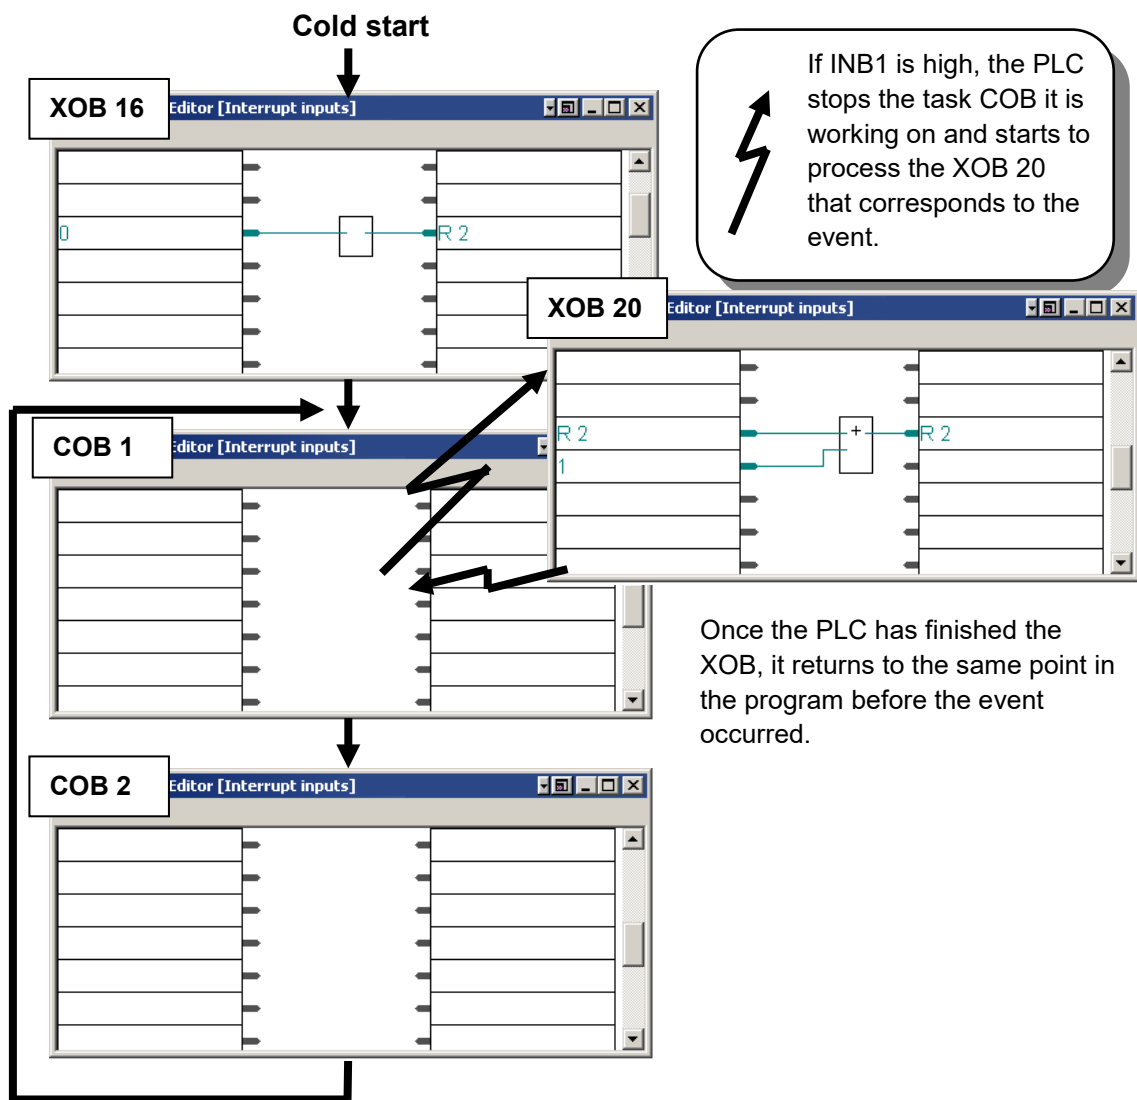 Cold start
XOB 16
Editor [Interrupt inputs]
0
R 2
If INB1 is high, the PLC
stops the task COB it is
working on and starts to
process the XOB 20
that corresponds to the
event.
XOB 20
Editor [Interrupt inputs]
R 2
+
R 2
1
COB 1
Editor [Interrupt inputs]
Once the PLC has finished the
XOB, it returns to the same point in
the program before the event
occurred.
COB 2
Editor [Interrupt inputs]